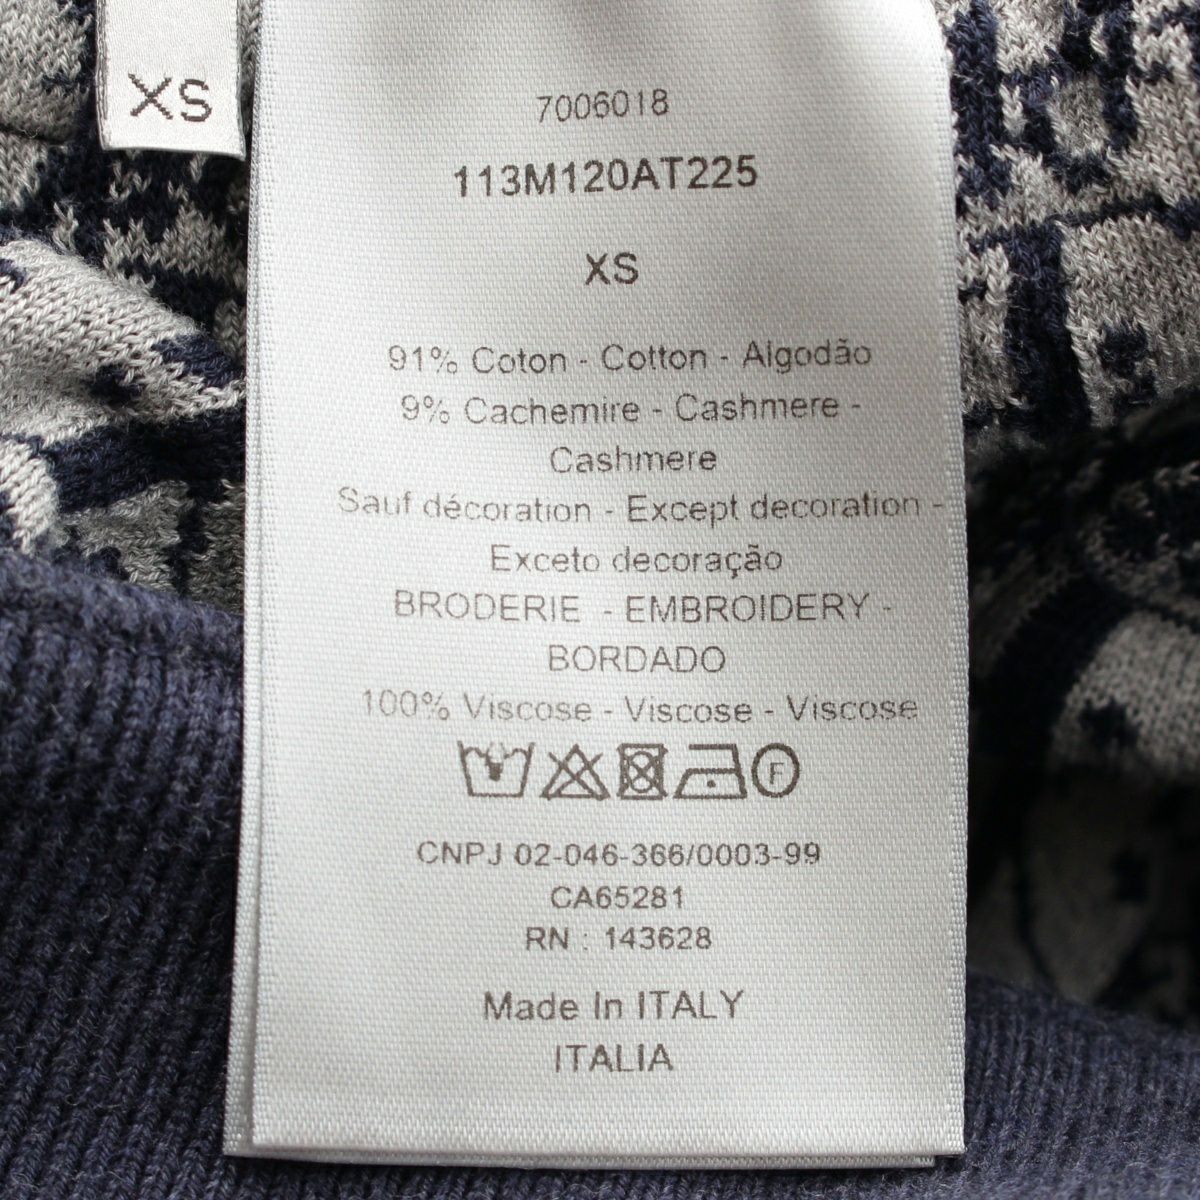 XS
7006018
113M120AT225
XS
91% Coton - Cotton - Algodão
9% Cachemire - Cashmere -
Cashmere
Sauf décoration - Except decoration -
Exceto decoração
BRODERIE - EMBROIDERY -
BORDADO
100% Viscose - Viscose - Viscose
F
CNPJ 02-046-366/0003-99
CA65281
RN : 143628
Made In ITALY
ITALIA